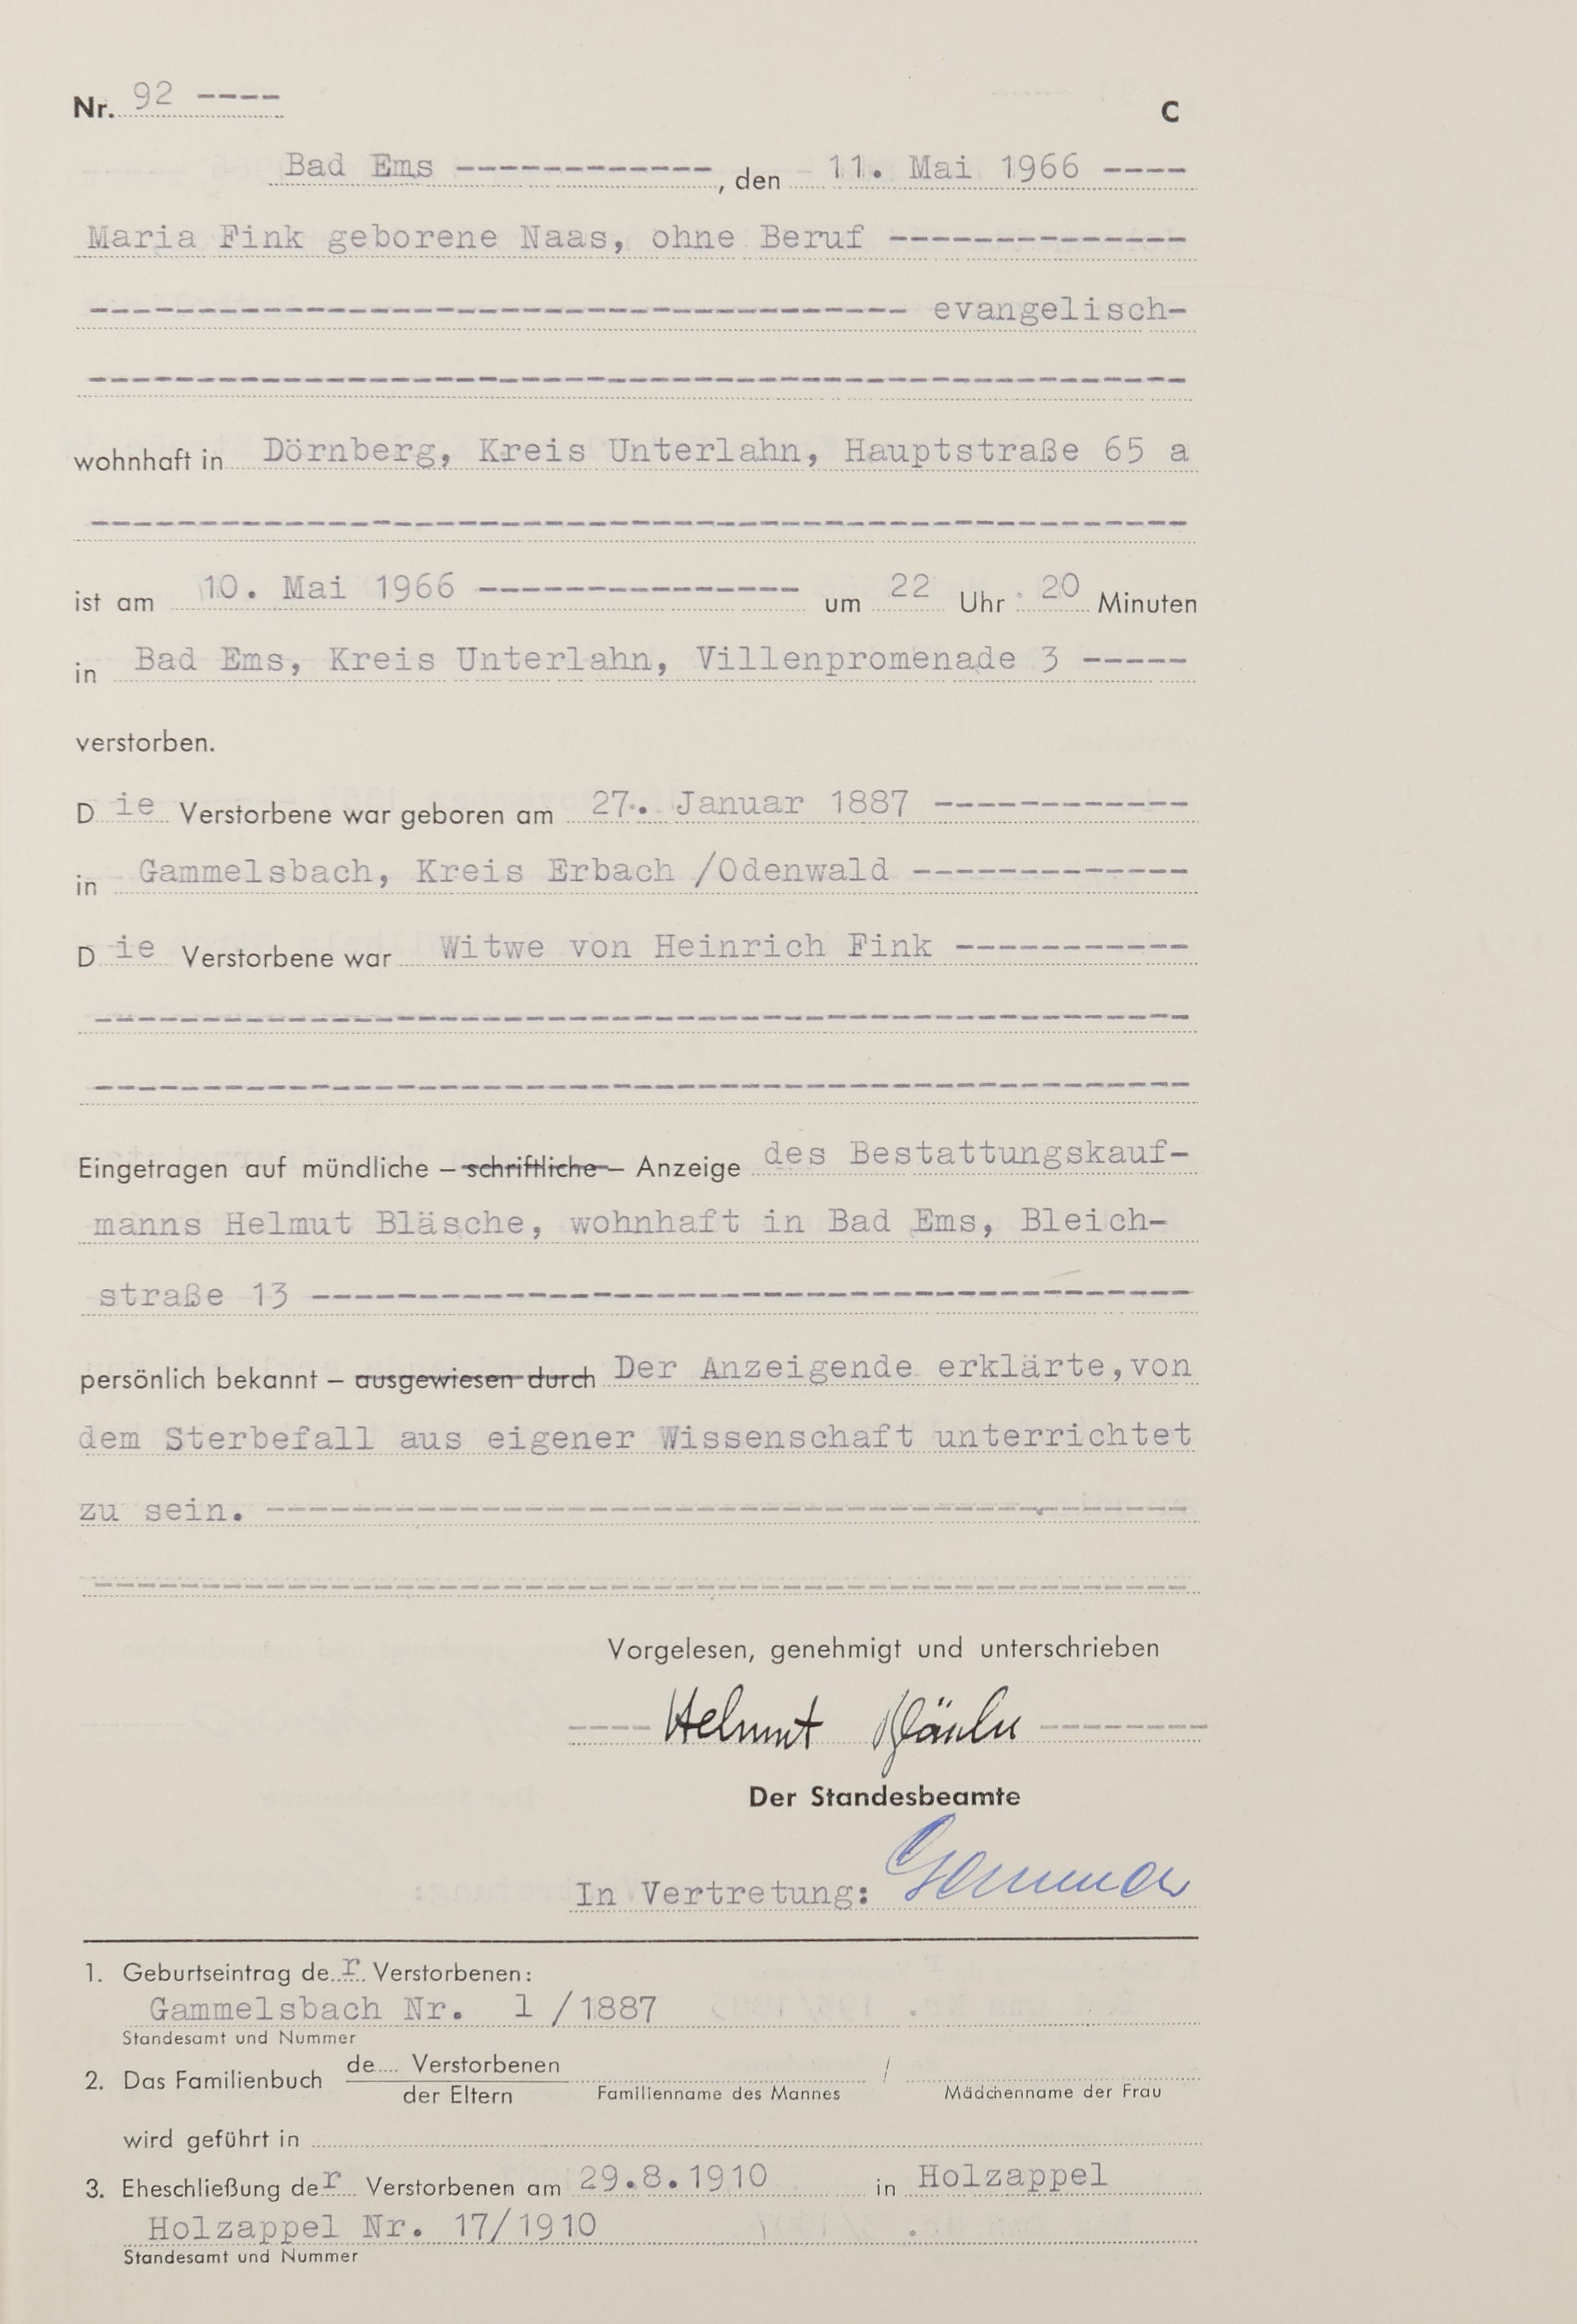 Nr. 92 ---- C
Bad Ems ------------, den 11. Mai 1966 ----
Maria Fink geborene Naas, ohne Beruf --------------
-------------------------------------- evangelisch-
---------------------------------------------------
wohnhaft in Dörnberg, Kreis Unterlahn, Hauptstraße 65 a
---------------------------------------------------
ist am 10. Mai 1966 --------------- um 22 Uhr 20 Minuten
in Bad Ems, Kreis Unterlahn, Villenpromenade 3 -----
verstorben.
Die Verstorbene war geboren am 27. Januar 1887 ------------
in Gammelsbach, Kreis Erbach /Odenwald -------------
Die Verstorbene war Witwe von Heinrich Fink -----------
---------------------------------------------------
---------------------------------------------------
Eingetragen auf mündliche – schriftliche – Anzeige des Bestattungskauf-
manns Helmut Bläsche, wohnhaft in Bad Ems, Bleich-
straße 13 -----------------------------------------
persönlich bekannt – ausgewiesen durch Der Anzeigende erklärte, von
dem Sterbefall aus eigener Wissenschaft unterrichtet
zu sein. -------------------------------------------
---------------------------------------------------
Vorgelesen, genehmigt und unterschrieben
---- Helmut Bläsche --------
Der Standesbeamte
In Vertretung:
1. Geburtseintrag der Verstorbenen:
Gammelsbach Nr. 1 /1887
Standesamt und Nummer
2. Das Familienbuch de.... Verstorbenen /
der Eltern Familienname des Mannes Mädchenname der Frau
wird geführt in
3. Eheschließung der Verstorbenen am 29.8.1910 in Holzappel
Holzappel Nr. 17/1910
Standesamt und Nummer